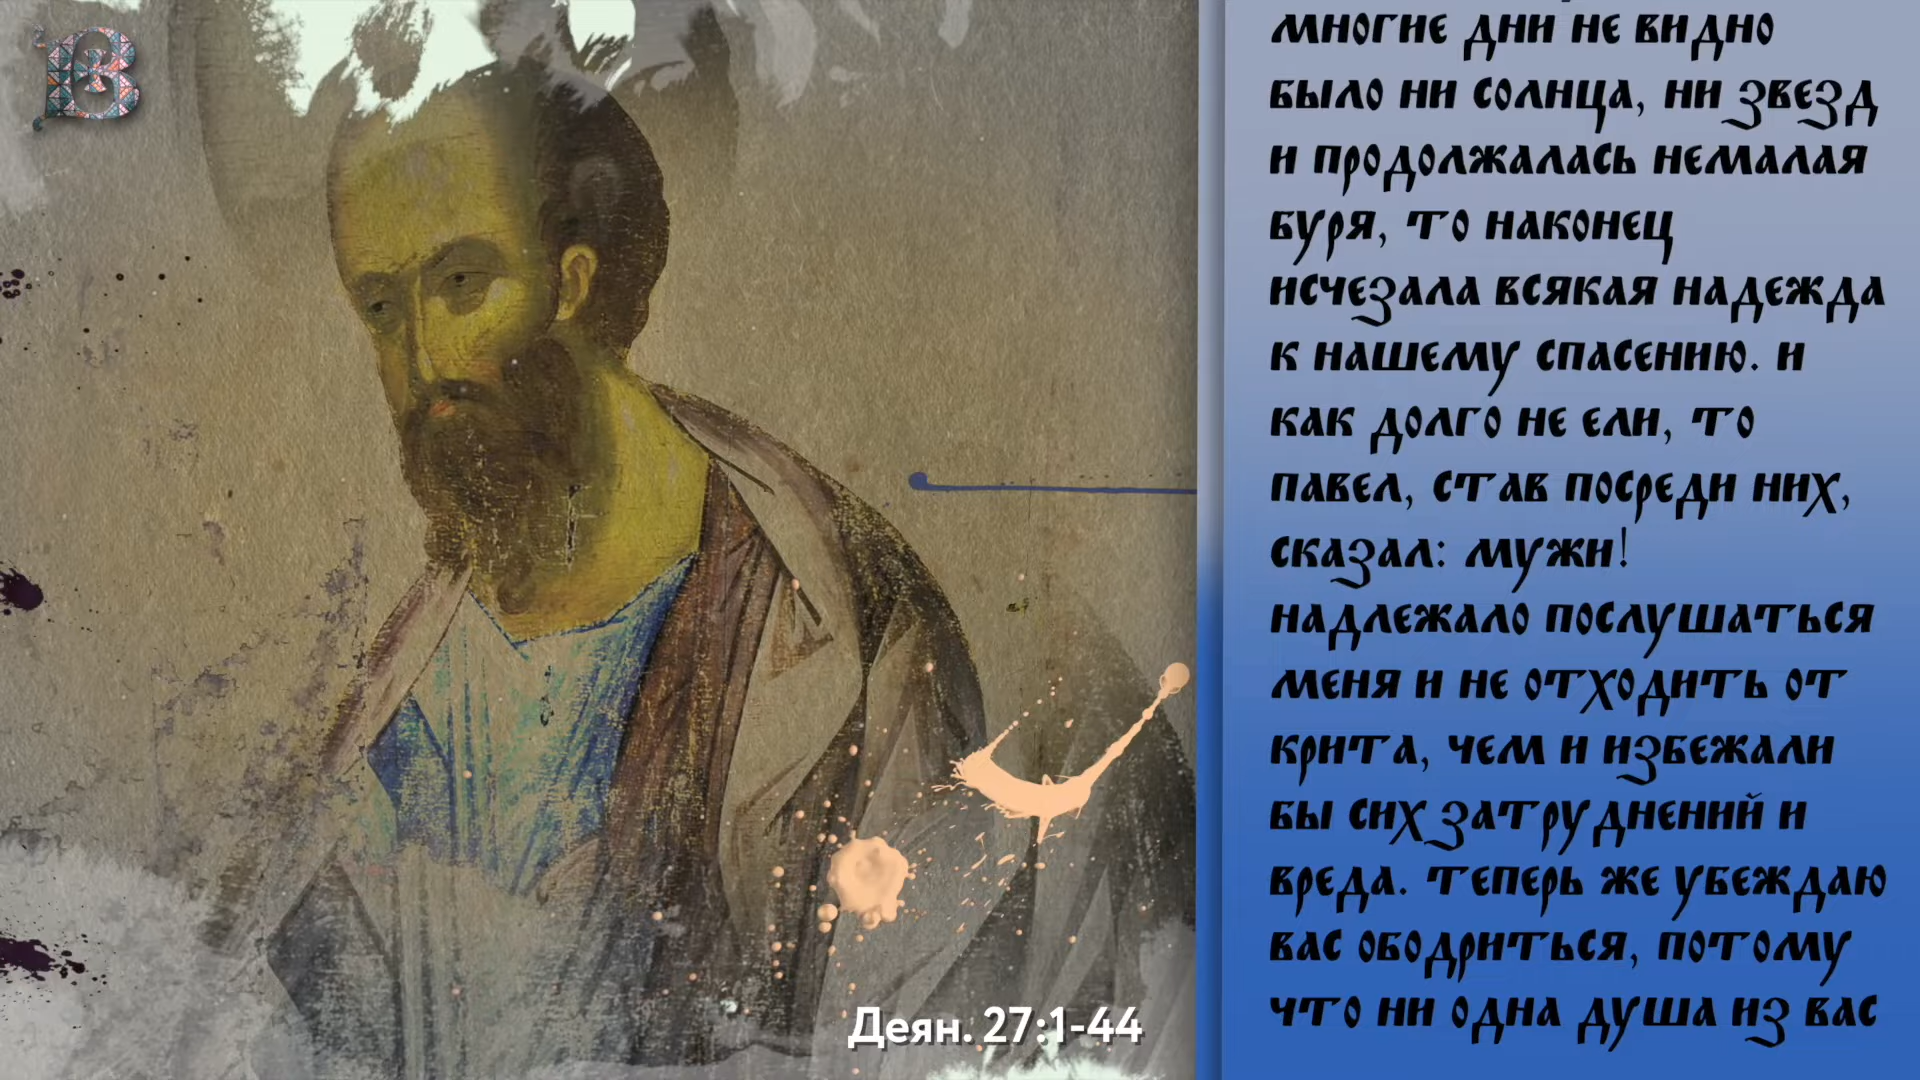 многие дни не видно
было ни солнца, ни звезд
и продолжалась немалая
буря, то наконец
исчезала всякая надежда
к нашему спасению. и
как долго не ели, то
павел, став посреди них,
сказал: мужи!
надлежало послушаться
меня и не отходить от
крита, чем и избежали
бы сих затруднений и
вреда. теперь же убеждаю
вас ободриться, потому
что ни одна душа из вас
Деян. 27:1-44